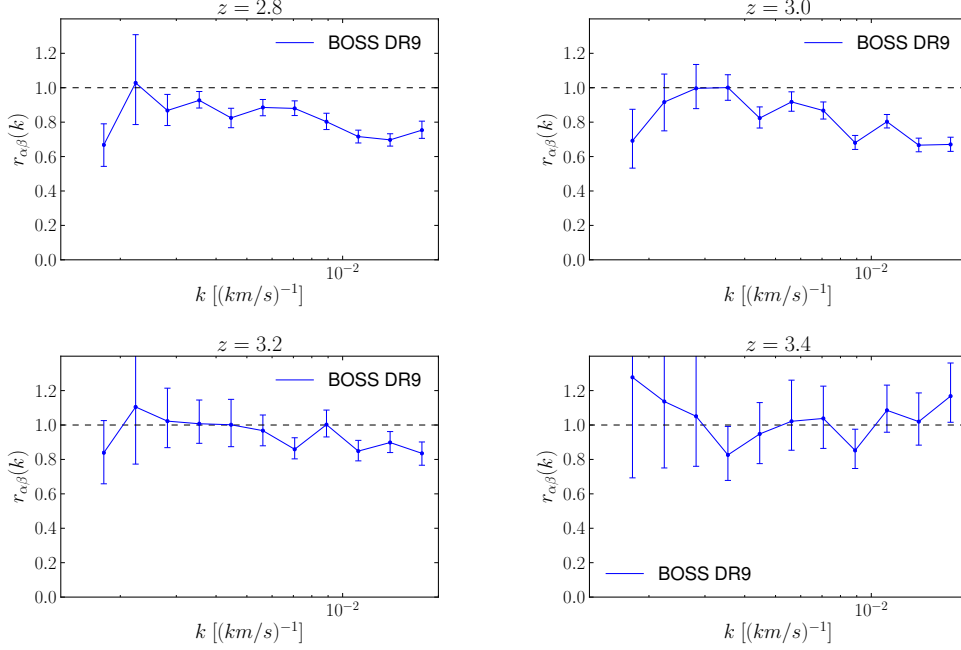 z = 2.8
BOSS DR9
1.2
1.0
0.8
0.6
0.4
0.2
0.0
r_{αβ}(k)
10^{-2}
k [(km/s)^{-1}]
z = 3.0
BOSS DR9
1.2
1.0
0.8
0.6
0.4
0.2
0.0
r_{αβ}(k)
10^{-2}
k [(km/s)^{-1}]
z = 3.2
BOSS DR9
1.2
1.0
0.8
0.6
0.4
0.2
0.0
r_{αβ}(k)
10^{-2}
k [(km/s)^{-1}]
z = 3.4
1.2
1.0
0.8
0.6
0.4
0.2
0.0
r_{αβ}(k)
BOSS DR9
10^{-2}
k [(km/s)^{-1}]